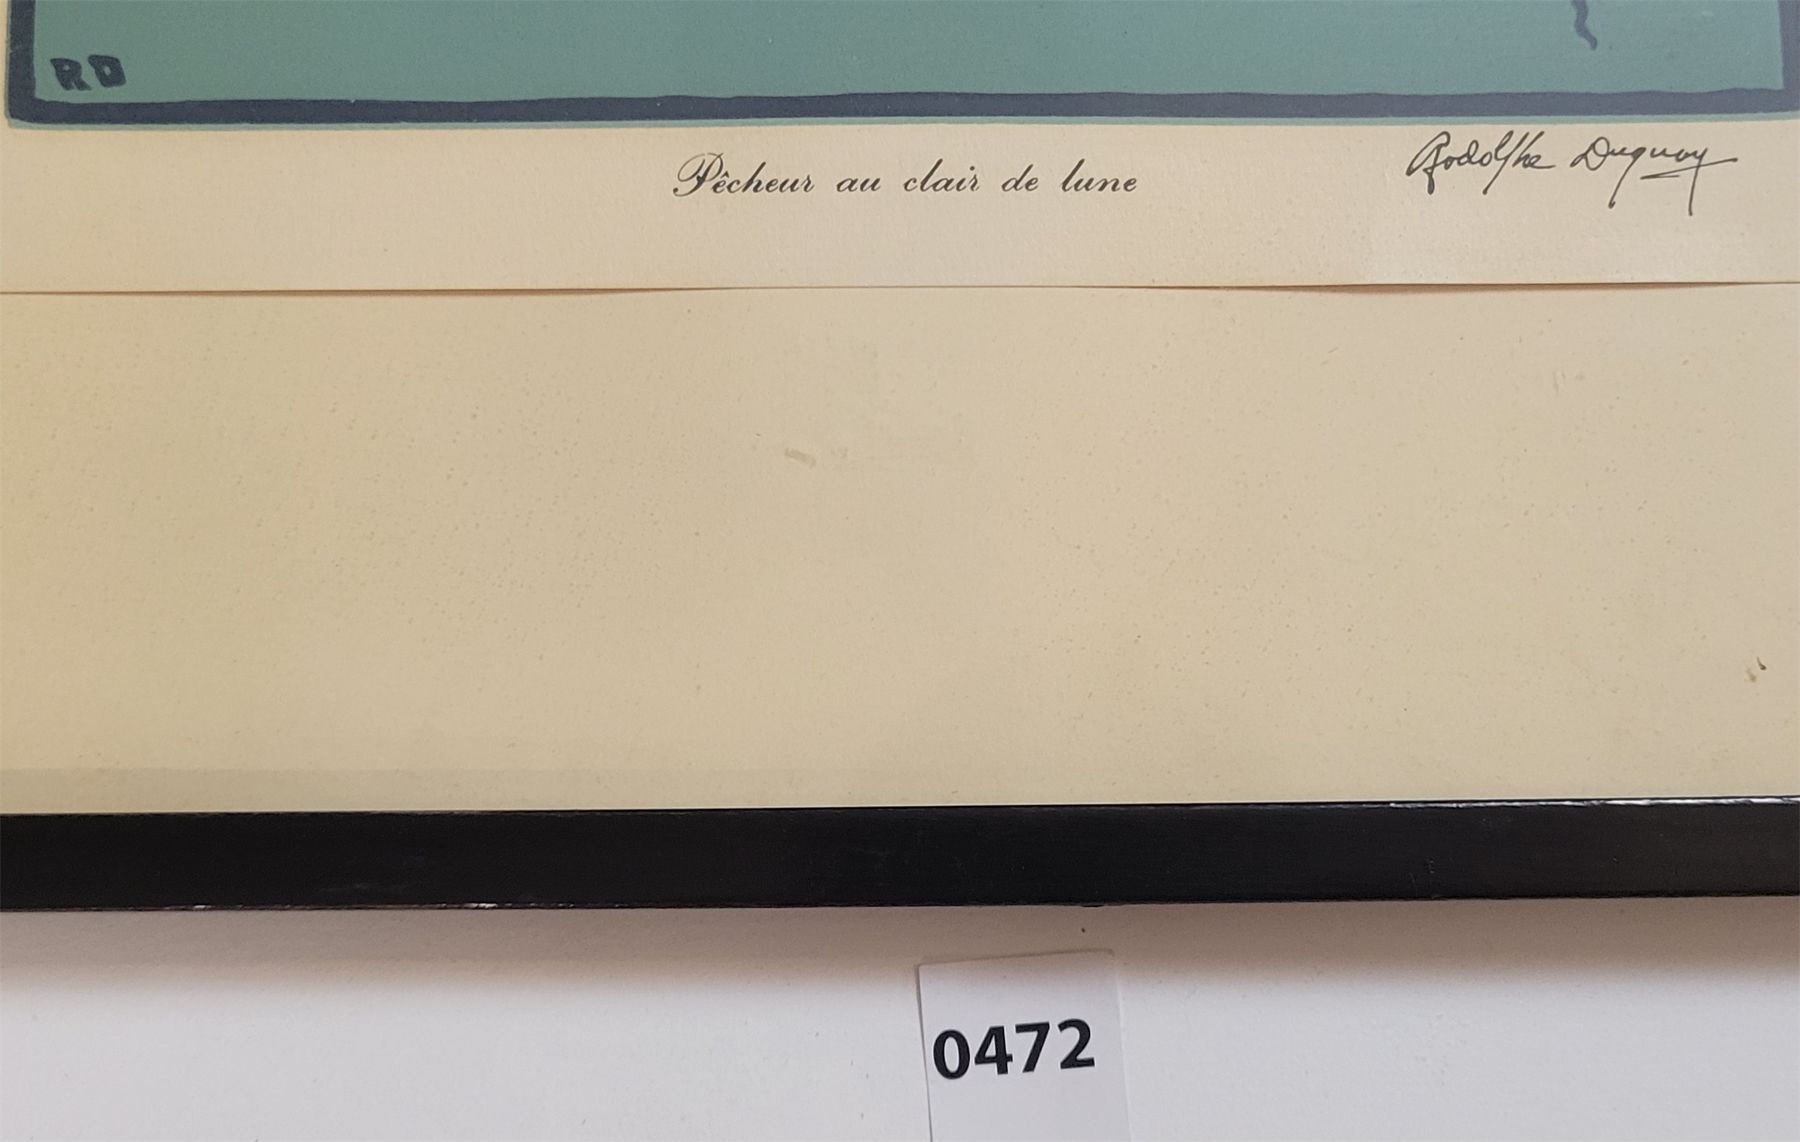 RD
Pêcheur au clair de lune
Rodolphe Duguay
0472